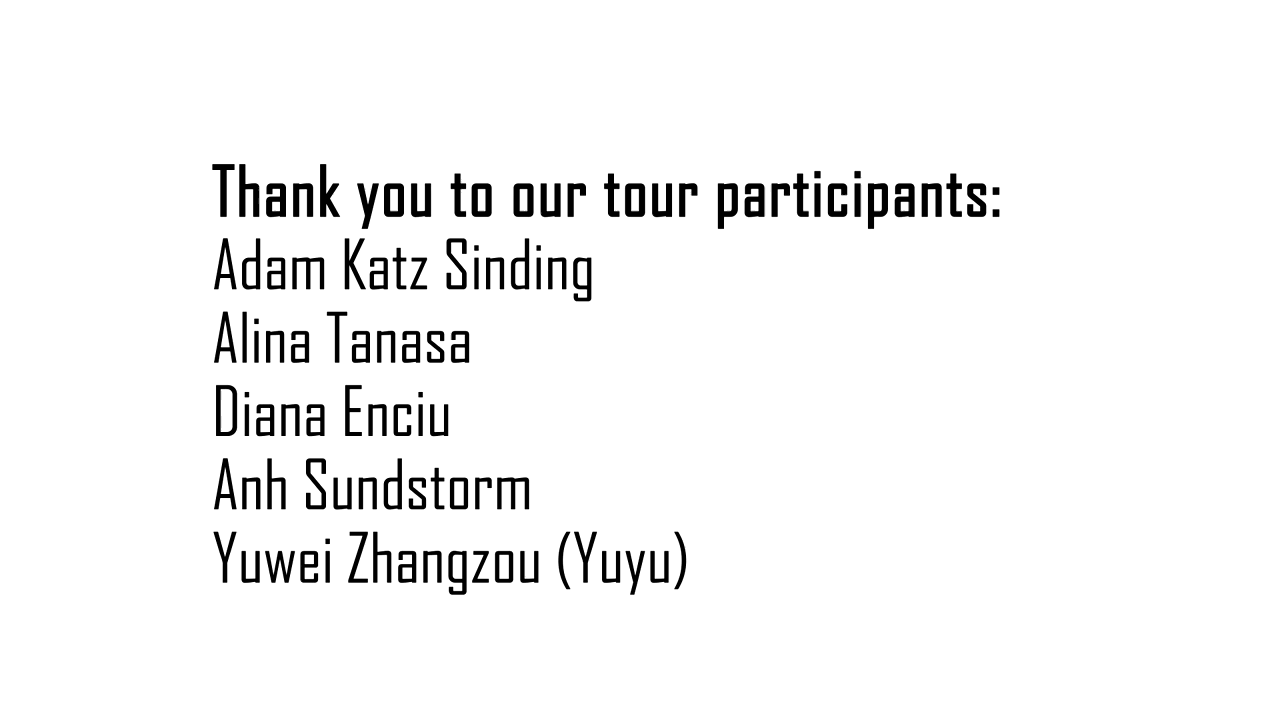 Thank you to our tour participants:
Adam Katz Sinding
Alina Tanasa
Diana Enciu
Anh Sundstorm
Yuwei Zhangzou (Yuyu)